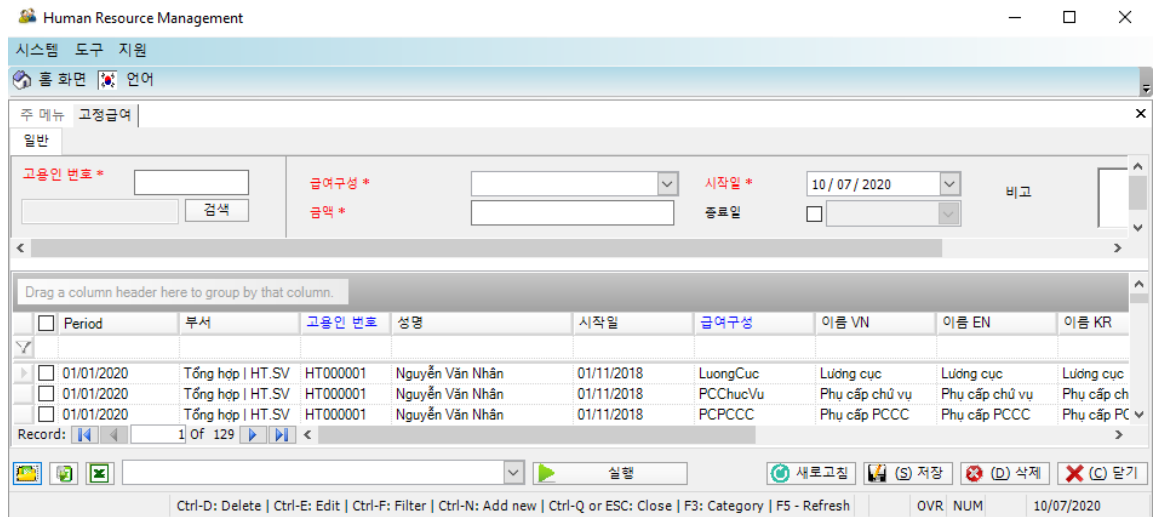 Human Resource Management
시스템 도구 지원
홈 화면 언어
주 메뉴 고정급여
일반
고용인 번호 * 급여구성 * 시작일 * 10 / 07 / 2020 비고
검색 금액 * 종료일
Drag a column header here to group by that column.
Period 부서 고용인 번호 성명 시작일 급여구성 이름 VN 이름 EN 이름 KR
01/01/2020 Tổng hợp | HT.SV HT000001 Nguyễn Văn Nhân 01/11/2018 LuongCuc Lương cục Lương cục Lương cục
01/01/2020 Tổng hợp | HT.SV HT000001 Nguyễn Văn Nhân 01/11/2018 PCChucVu Phụ cấp chứ vụ Phụ cấp chứ vụ Phụ cấp ch
01/01/2020 Tổng hợp | HT.SV HT000001 Nguyễn Văn Nhân 01/11/2018 PCPCCC Phụ cấp PCCC Phụ cấp PCCC Phụ cấp PC
Record: 1 Of 129
실행 새로고침 (S) 저장 (D) 삭제 (C) 닫기
Ctrl-D: Delete | Ctrl-E: Edit | Ctrl-F: Filter | Ctrl-N: Add new | Ctrl-Q or ESC: Close | F3: Category | F5 - Refresh OVR NUM 10/07/2020